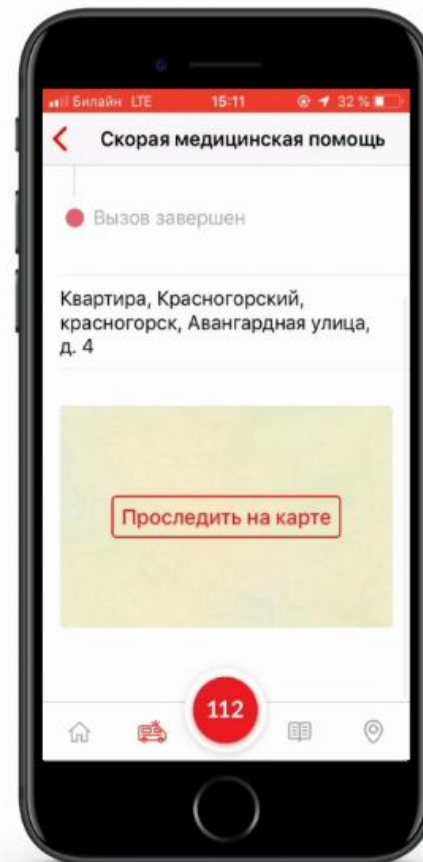 Билайн LTE 15:11 32 %
Скорая медицинская помощь
Вызов завершен
Квартира, Красногорский,
красногорск, Авангардная улица,
д. 4
Проследить на карте
112